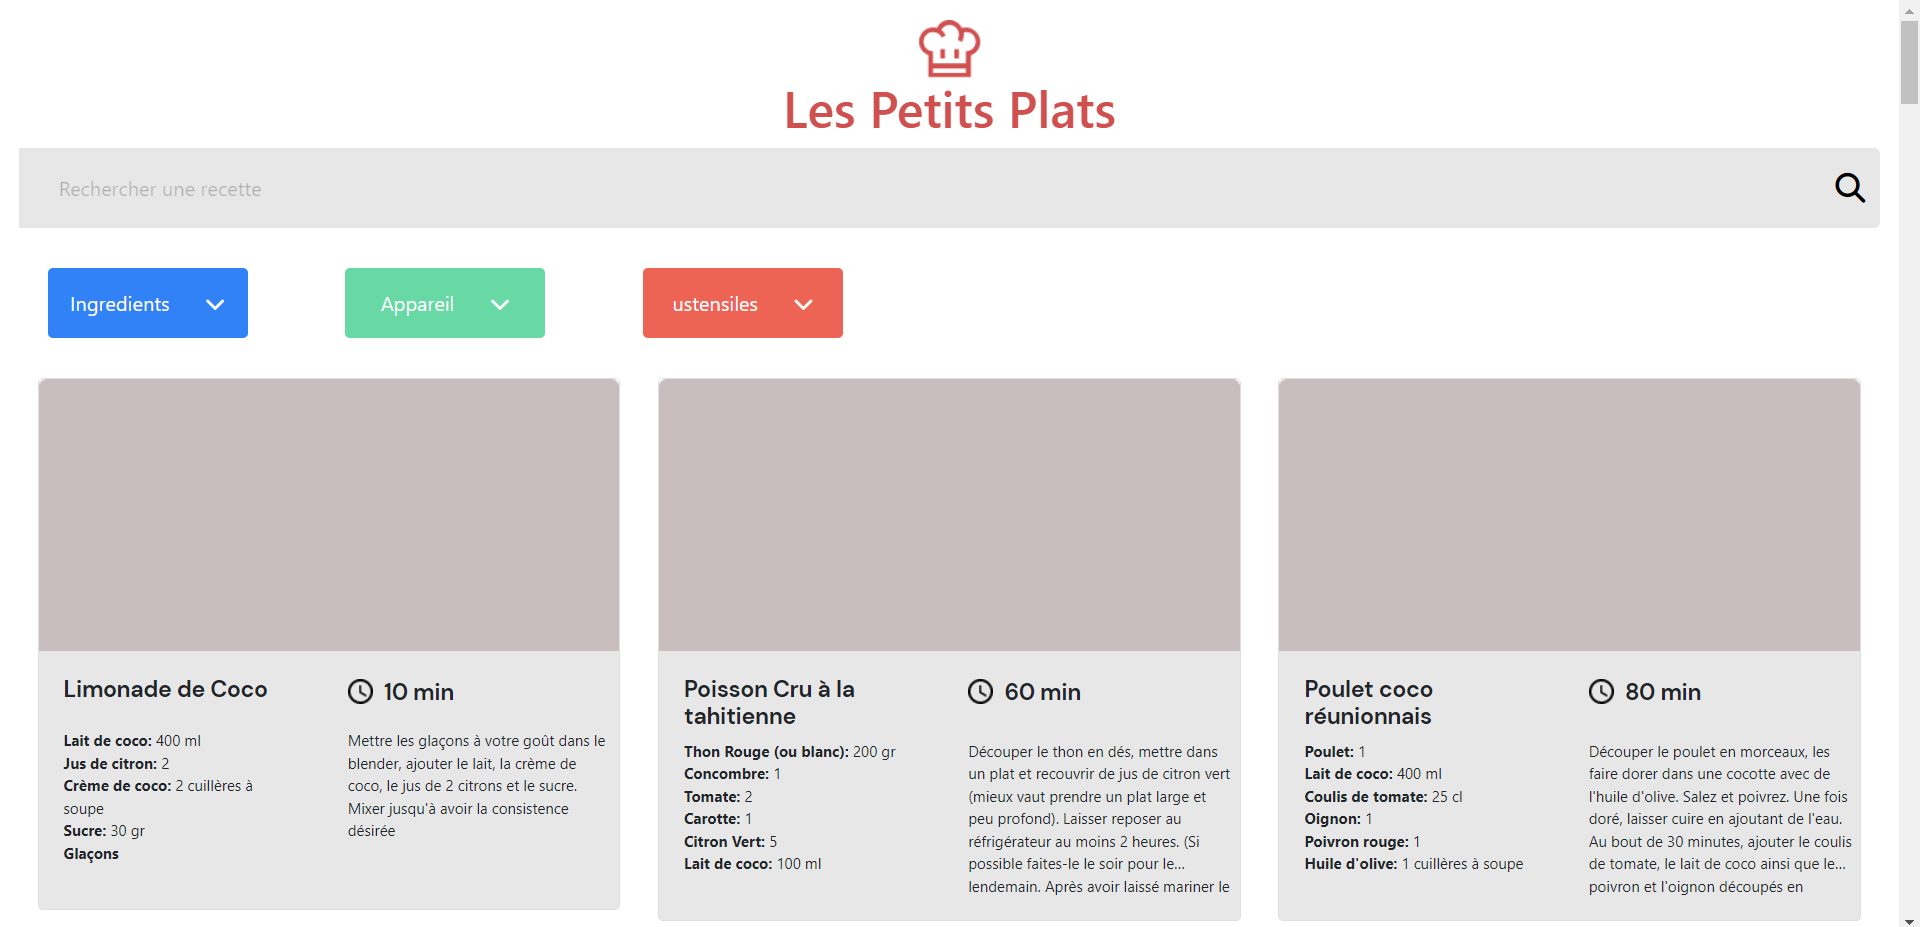 Les Petits Plats
Rechercher une recette
Ingredients
Appareil
ustensiles
Limonade de Coco
10 min
Lait de coco: 400 ml
Jus de citron: 2
Crème de coco: 2 cuillères à
soupe
Sucre: 30 gr
Glaçons
Mettre les glaçons à votre goût dans le
blender, ajouter le lait, la crème de
coco, le jus de 2 citrons et le sucre.
Mixer jusqu'à avoir la consistence
désirée
Poisson Cru à la
tahitienne
60 min
Thon Rouge (ou blanc): 200 gr
Concombre: 1
Tomate: 2
Carotte: 1
Citron Vert: 5
Lait de coco: 100 ml
Découper le thon en dés, mettre dans
un plat et recouvrir de jus de citron vert
(mieux vaut prendre un plat large et
peu profond). Laisser reposer au
réfrigérateur au moins 2 heures. (Si
possible faites-le le soir pour le...
lendemain. Après avoir laissé mariner le
Poulet coco
réunionnais
80 min
Poulet: 1
Lait de coco: 400 ml
Coulis de tomate: 25 cl
Oignon: 1
Poivron rouge: 1
Huile d'olive: 1 cuillères à soupe
Découper le poulet en morceaux, les
faire dorer dans une cocotte avec de
l'huile d'olive. Salez et poivrez. Une fois
doré, laisser cuire en ajoutant de l'eau.
Au bout de 30 minutes, ajouter le coulis
de tomate, le lait de coco ainsi que le...
poivron et l'oignon découpés en